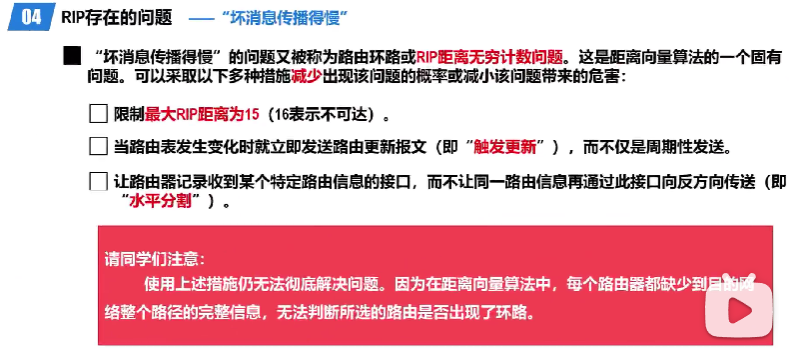 04 RIP存在的问题 ——“坏消息传播得慢”
“坏消息传播得慢”的问题又被称为路由环路或RIP距离无穷计数问题。这是距离向量算法的一个固有
问题。可以采取以下多种措施减少出现该问题的概率或减小该问题带来的危害：
限制最大RIP距离为15（16表示不可达）。
当路由表发生变化时就立即发送路由更新报文（即“触发更新”），而不仅是周期性发送。
让路由器记录收到某个特定路由信息的接口，而不让同一路由信息再通过此接口向反方向传送（即
“水平分割”）。
请同学们注意：
使用上述措施仍无法彻底解决问题。因为在距离向量算法中，每个路由器都缺少到目的网
络整个路径的完整信息，无法判断所选的路由是否出现了环路。